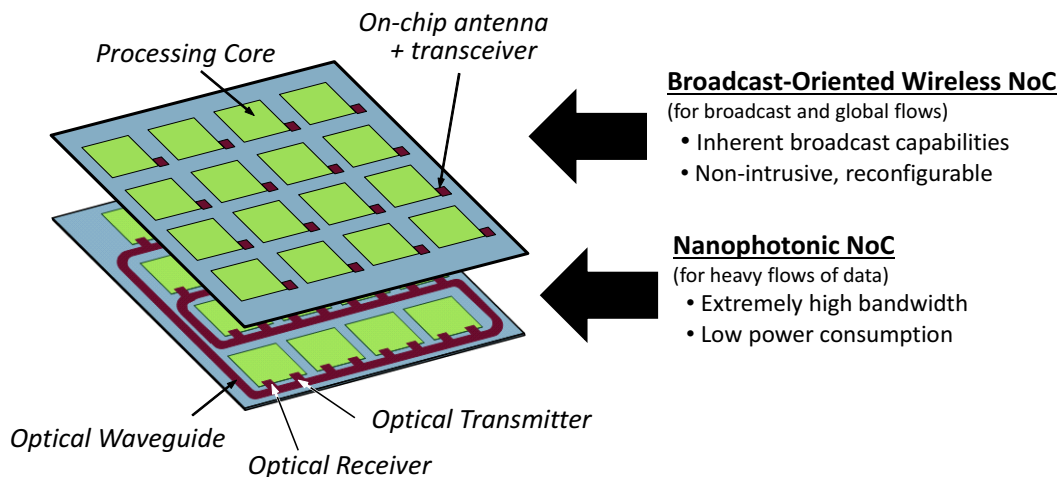 On-chip antenna
+ transceiver
Processing Core
Broadcast-Oriented Wireless NoC
(for broadcast and global flows)
• Inherent broadcast capabilities
• Non-intrusive, reconfigurable
Nanophotonic NoC
(for heavy flows of data)
• Extremely high bandwidth
• Low power consumption
Optical Transmitter
Optical Waveguide
Optical Receiver